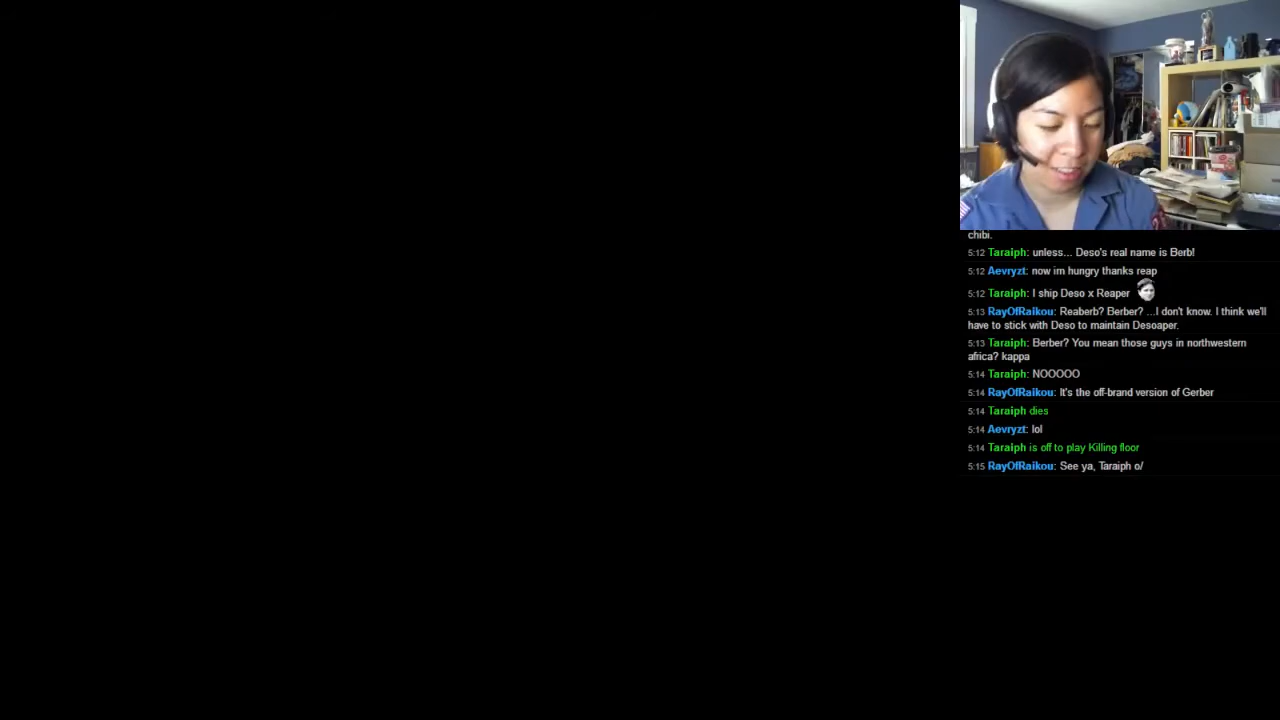 chibi.
5:12 Taraiph: unless... Deso's real name is Berb!
5:12 Aevryzt: now im hungry thanks reap
5:12 Taraiph: I ship Deso x Reaper
5:13 RayOfRaikou: Reaberb? Berber? ...I don't know. I think we'll
have to stick with Deso to maintain Desoaper.
5:13 Taraiph: Berber? You mean those guys in northwestern
africa? kappa
5:14 Taraiph: NOOOOO
5:14 RayOfRaikou: It's the off-brand version of Gerber
5:14 Taraiph dies
5:14 Aevryzt: lol
5:14 Taraiph is off to play Killing floor
5:15 RayOfRaikou: See ya, Taraiph o/